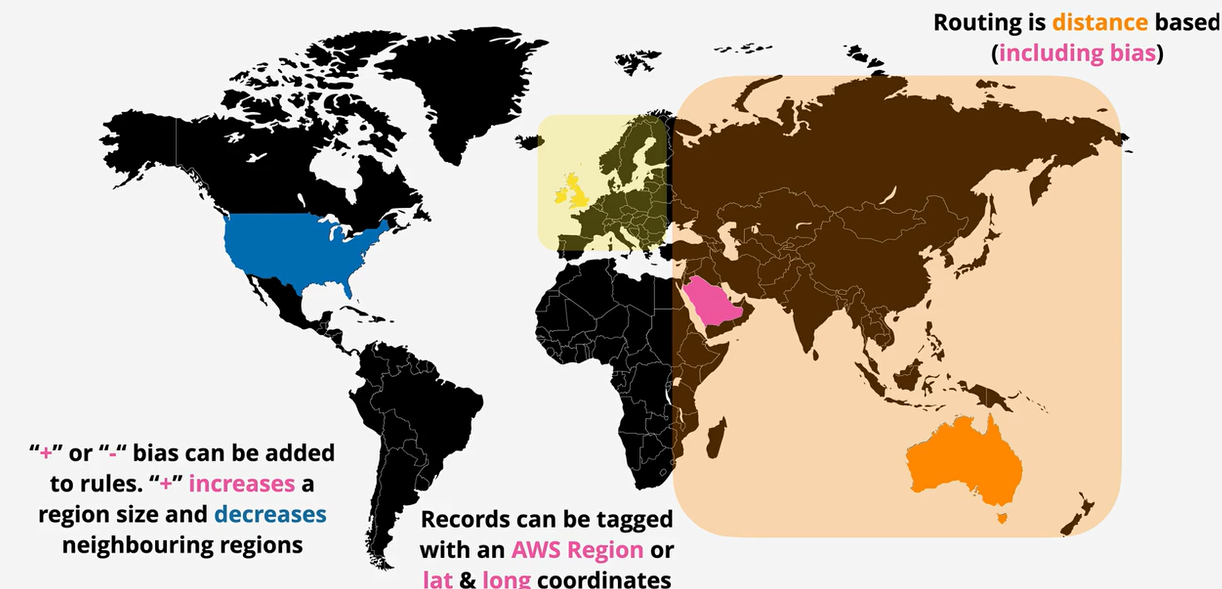 Routing is distance based
(including bias)
“+” or “-“ bias can be added
to rules. “+” increases a
region size and decreases
neighbouring regions
Records can be tagged
with an AWS Region or
lat & long coordinates